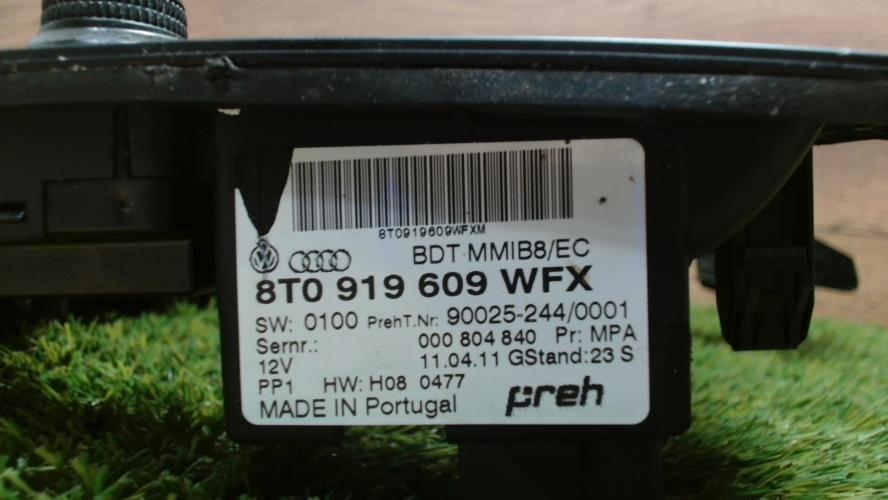 8T0919609WFXM
BDT MMIB8/EC
8T0 919 609 WFX
SW: 0100 PrehT.Nr: 90025-244/0001
Sernr.: 000 804 840 Pr: MPA
12V 11.04.11 GStand: 23 S
PP1 HW: H08 0477
MADE IN Portugal preh